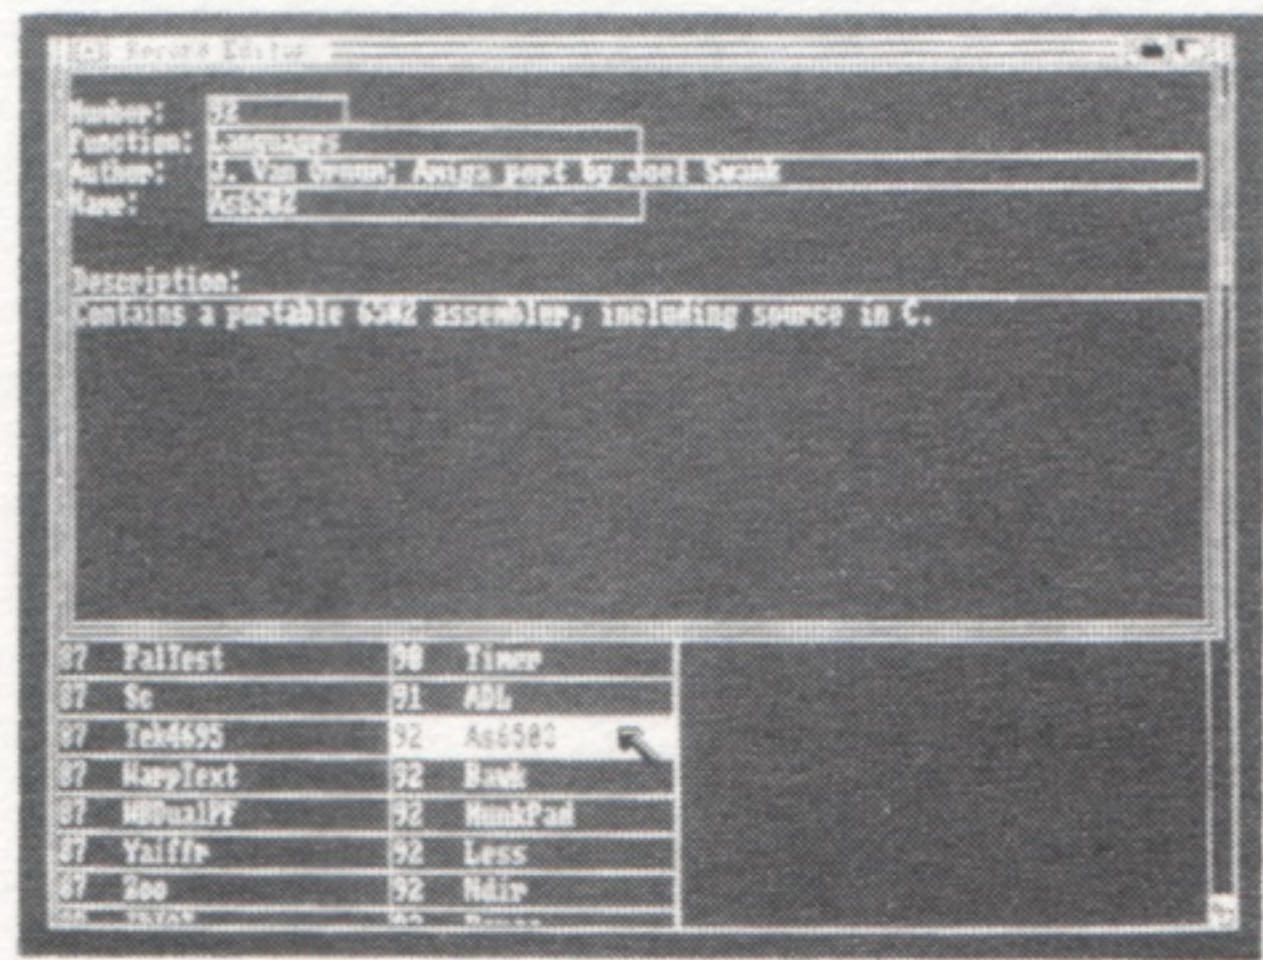 Record Editor
Number: 92
Function: Languages
Author: J. Van Ornum; Amiga port by Joel Swank
Name: As6502
Description:
Contains a portable 6502 assembler, including source in C.
87 PalTest 90 Timer
87 Sc 91 ADL
87 Tek4695 92 As6502
87 WarpText 92 Bawk
87 WBDualPF 92 HunkPad
87 Yaiffr 92 Less
87 Zoo 92 Ndir